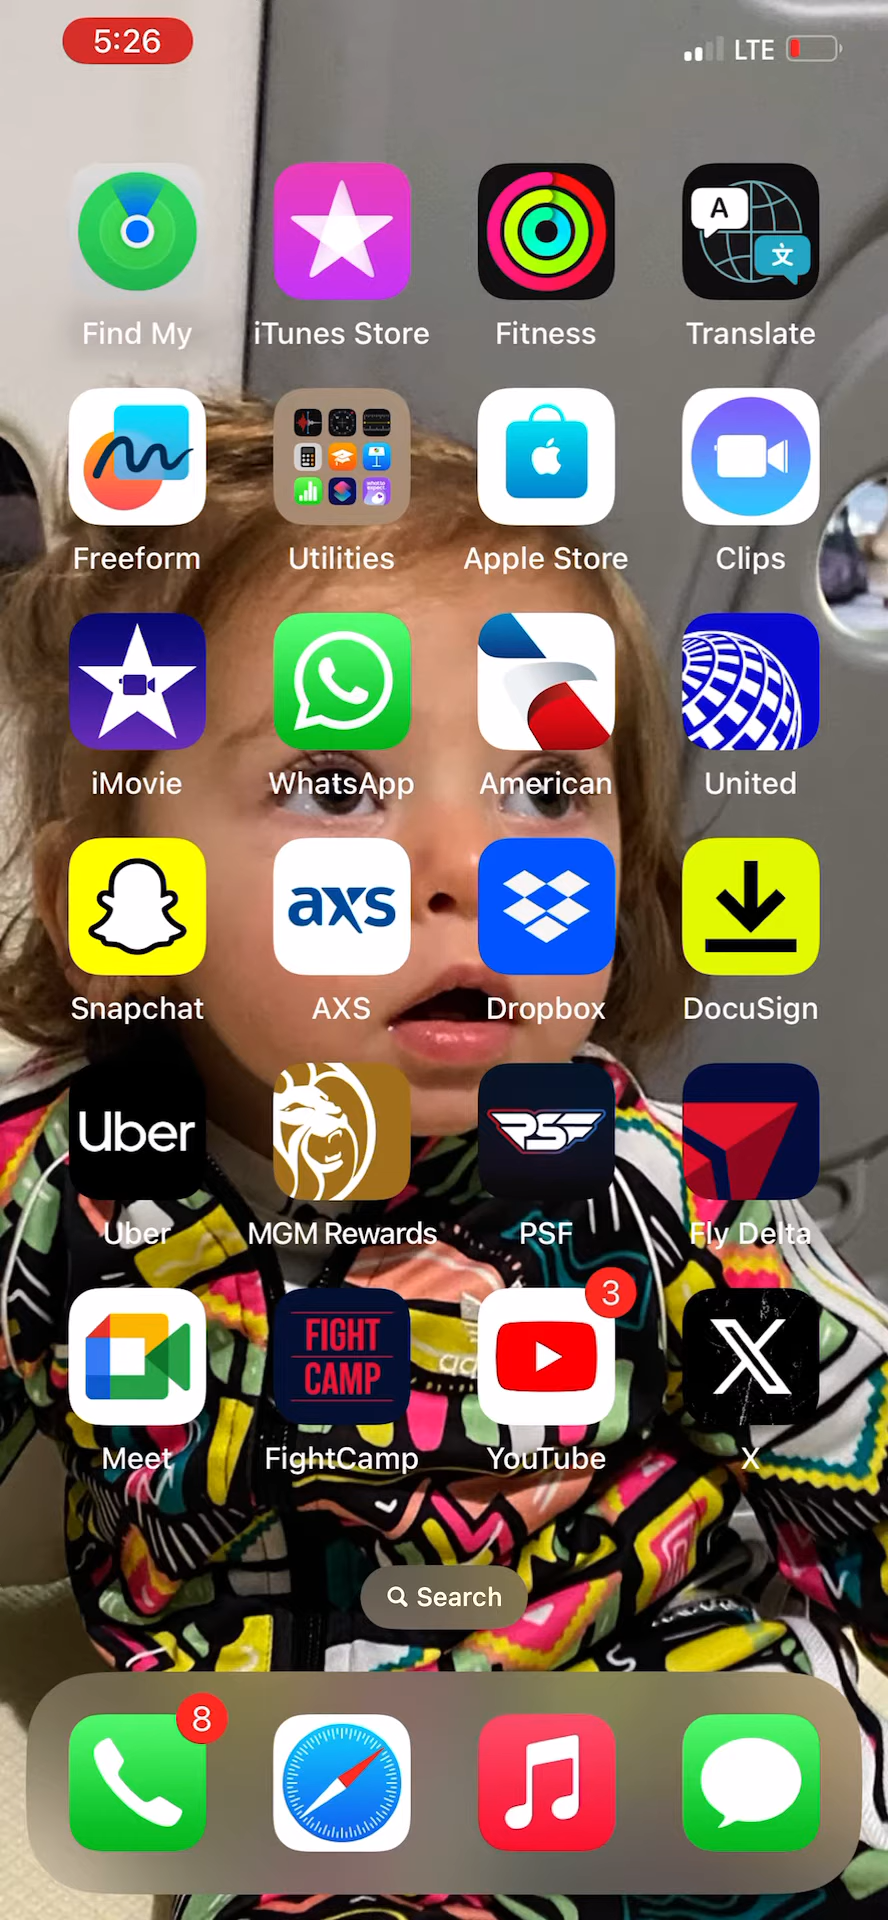 5:26 LTE
Find My iTunes Store Fitness Translate
Freeform Utilities Apple Store Clips
iMovie WhatsApp American United
axs
Snapchat AXS Dropbox DocuSign
Uber PSF
Uber MGM Rewards PSF Fly Delta
FIGHT
CAMP
3
Meet FightCamp YouTube X
Search
8